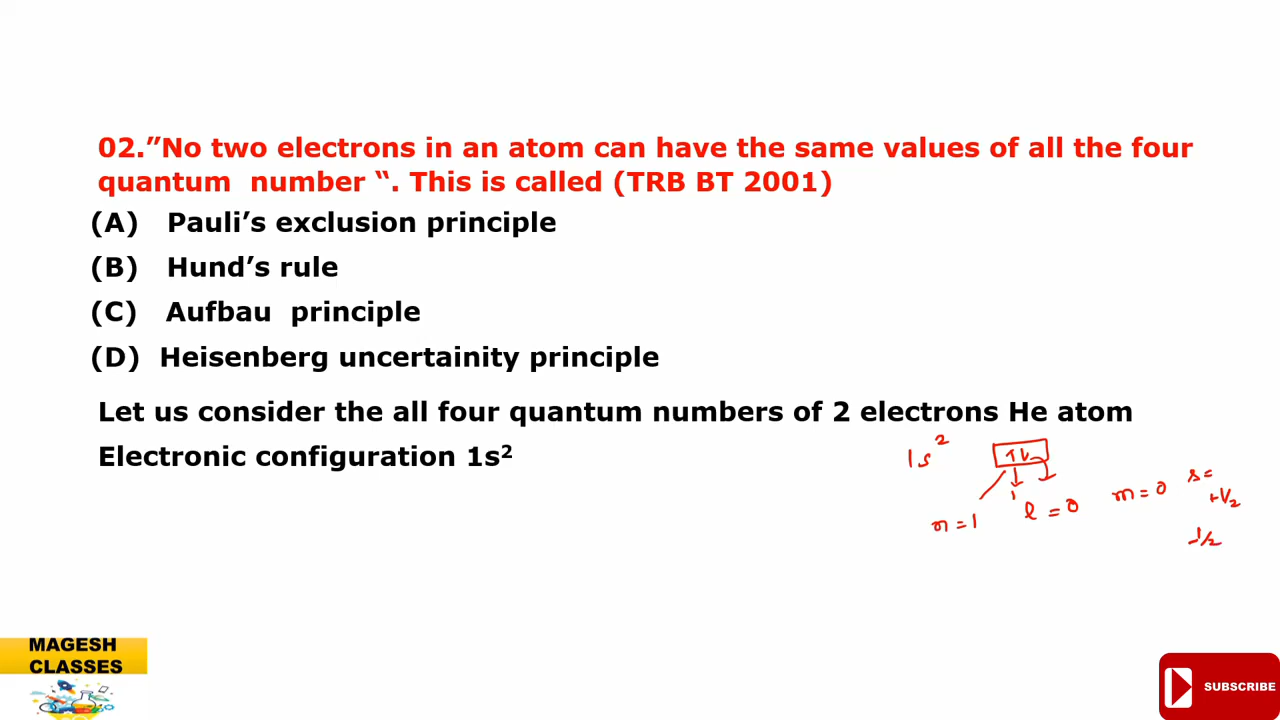 02.”No two electrons in an atom can have the same values of all the four
quantum number “. This is called (TRB BT 2001)
(A) Pauli’s exclusion principle
(B) Hund’s rule
(C) Aufbau principle
(D) Heisenberg uncertainity principle
Let us consider the all four quantum numbers of 2 electrons He atom
Electronic configuration 1s²
1s² ↑↓
n = 1 l = 0 m = 0 s = +1/2
-1/2
MAGESH
CLASSES
SUBSCRIBE